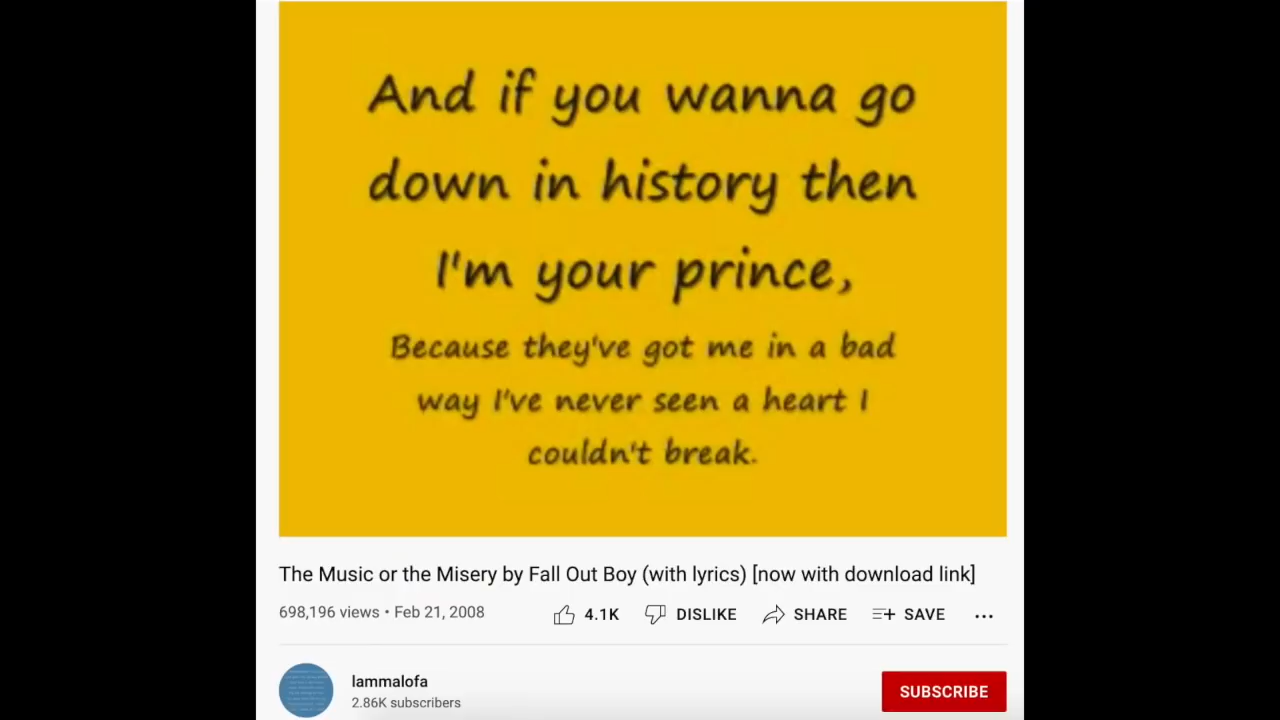 And if you wanna go
down in history then
I'm your prince,
Because they've got me in a bad
way I've never seen a heart I
couldn't break.
The Music or the Misery by Fall Out Boy (with lyrics) [now with download link]
698,196 views • Feb 21, 2008 4.1K DISLIKE SHARE SAVE ...
Iammalofa SUBSCRIBE
2.86K subscribers